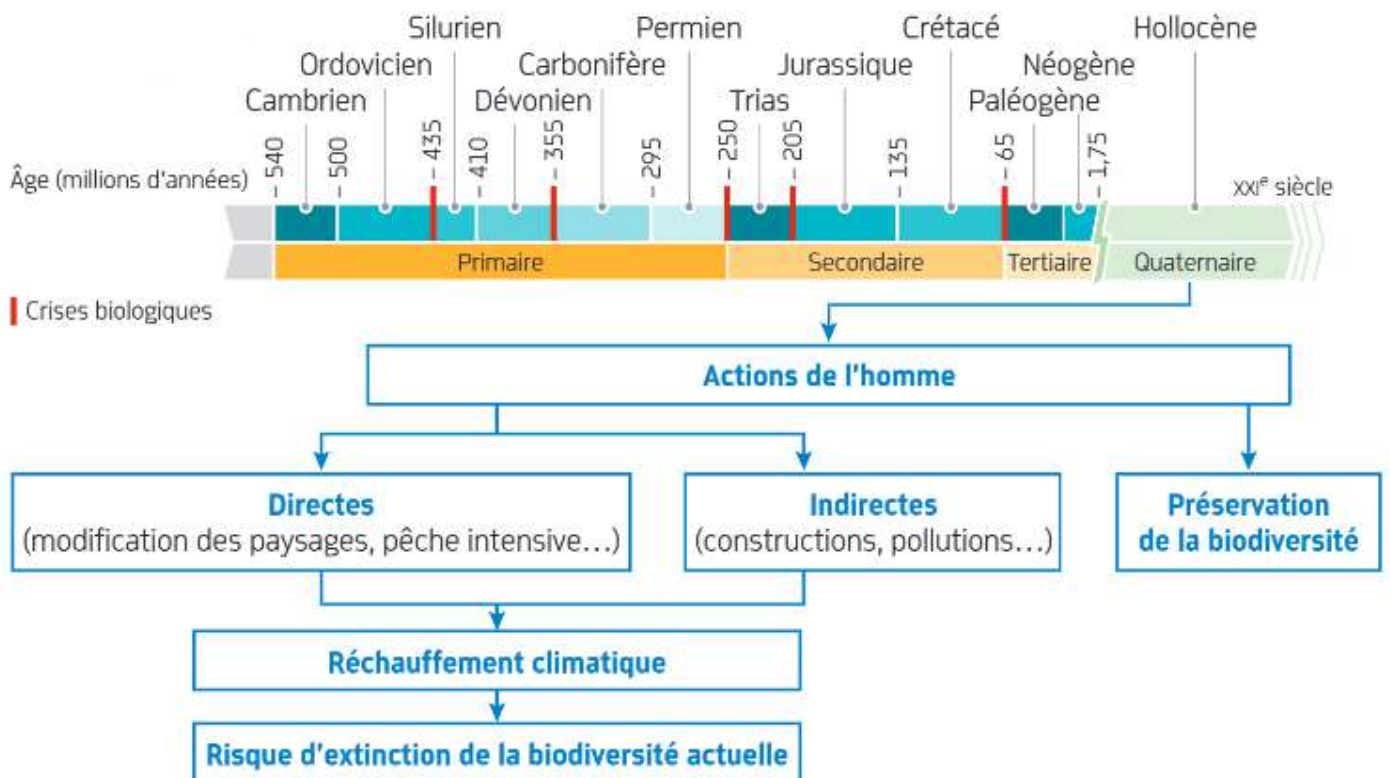 Silurien Permien Crétacé Hollocène
Ordovicien Carbonifère Jurassique Néogène
Cambrien Dévonien Trias Paléogène
Âge (millions d'années)
540 500 435 410 355 295 250 205 135 65 1,75
XXIe siècle
Primaire Secondaire Tertiaire Quaternaire
Crises biologiques
Actions de l'homme
Directes
(modification des paysages, pêche intensive...)
Indirectes
(constructions, pollutions...)
Préservation
de la biodiversité
Réchauffement climatique
Risque d'extinction de la biodiversité actuelle